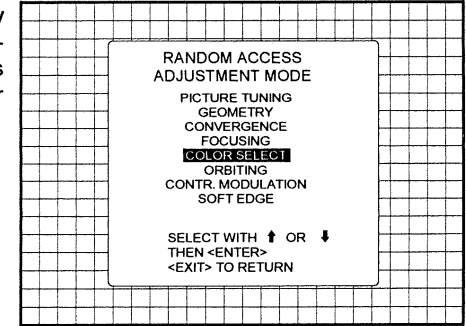 RANDOM ACCESS
ADJUSTMENT MODE
PICTURE TUNING
GEOMETRY
CONVERGENCE
FOCUSING
COLOR SELECT
ORBITING
CONTR. MODULATION
SOFT EDGE
SELECT WITH ⬆ OR ⬇
THEN <ENTER>
<EXIT> TO RETURN